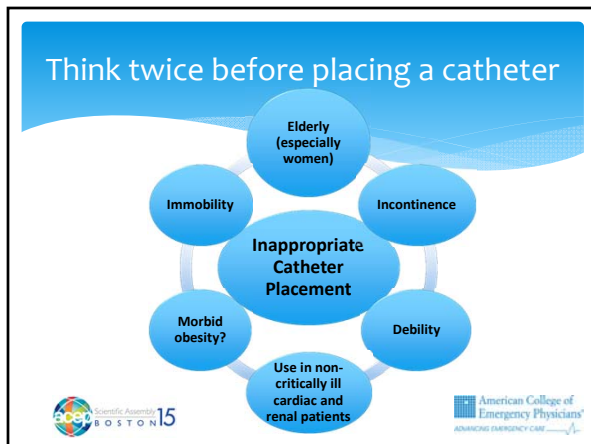 Think twice before placing a catheter
Elderly
(especially
women)
Immobility
Incontinence
Inappropriate
Catheter
Placement
Morbid
obesity?
Debility
Use in non-
critically ill
cardiac and
renal patients
acep Scientific Assembly
BOSTON 15
American College of
Emergency Physicians®
ADVANCING EMERGENCY CARE